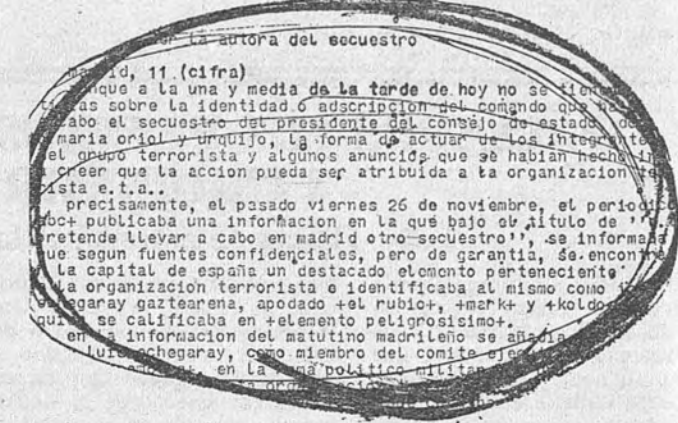 la autora del secuestro
madrid, 11 (cifra)
aunque a la una y media de la tarde de hoy no se tienen
sobre la identidad o adscripcion del comando que
cabo el secuestro del presidente del consejo de estado,
maria oriol y urquijo, la forma de actuar de los
del grupo terrorista y algunos anuncios que se habian hecho
creer que la accion pueda ser atribuida a la organizacion
e.t.a..
precisamente, el pasado viernes 26 de noviembre, el periodico
+abc+ publicaba una informacion en la que bajo el titulo de ''
pretende llevar a cabo en madrid otro secuestro'', se informaba
que segun fuentes confidenciales, pero de garantia, se
la capital de españa un destacado elemento perteneciente
la organizacion terrorista e identificaba al mismo como
gaztearena, apodado +el rubio+, +mark+ y +koldo
quien se calificaba en +elemento peligrosisimo+.
en la informacion del matutino madrileño se añadia
echegaray, como miembro del comite
en la rama politico militar